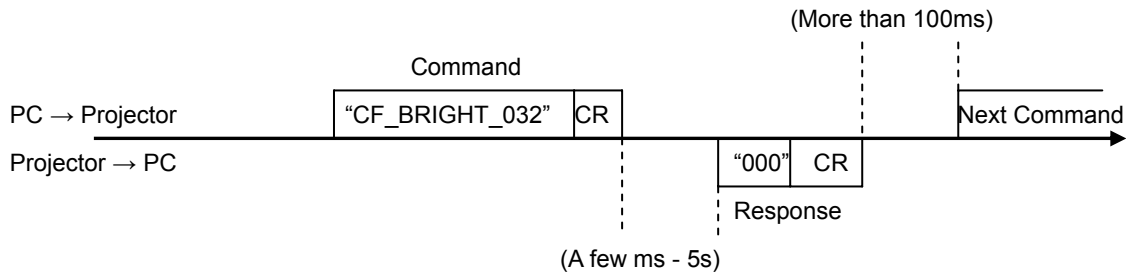 (More than 100ms)
Command
PC → Projector
“CF_BRIGHT_032”
CR
Next Command
Projector → PC
“000”
CR
Response
(A few ms - 5s)